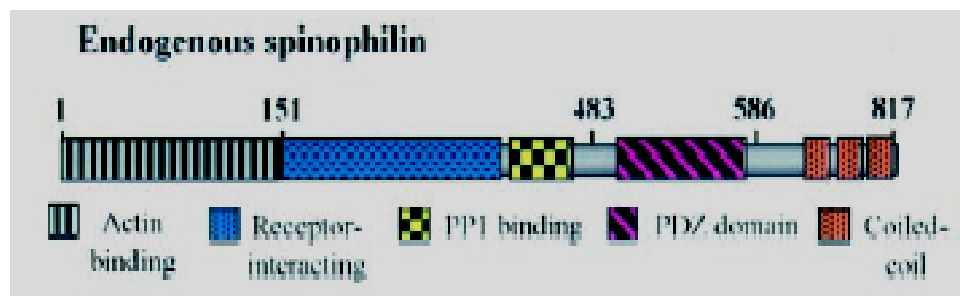 Endogenous spinophilin
1 151 483 586 817
Actin binding
Receptor-interacting
PP1 binding
PDZ domain
Coiled-coil